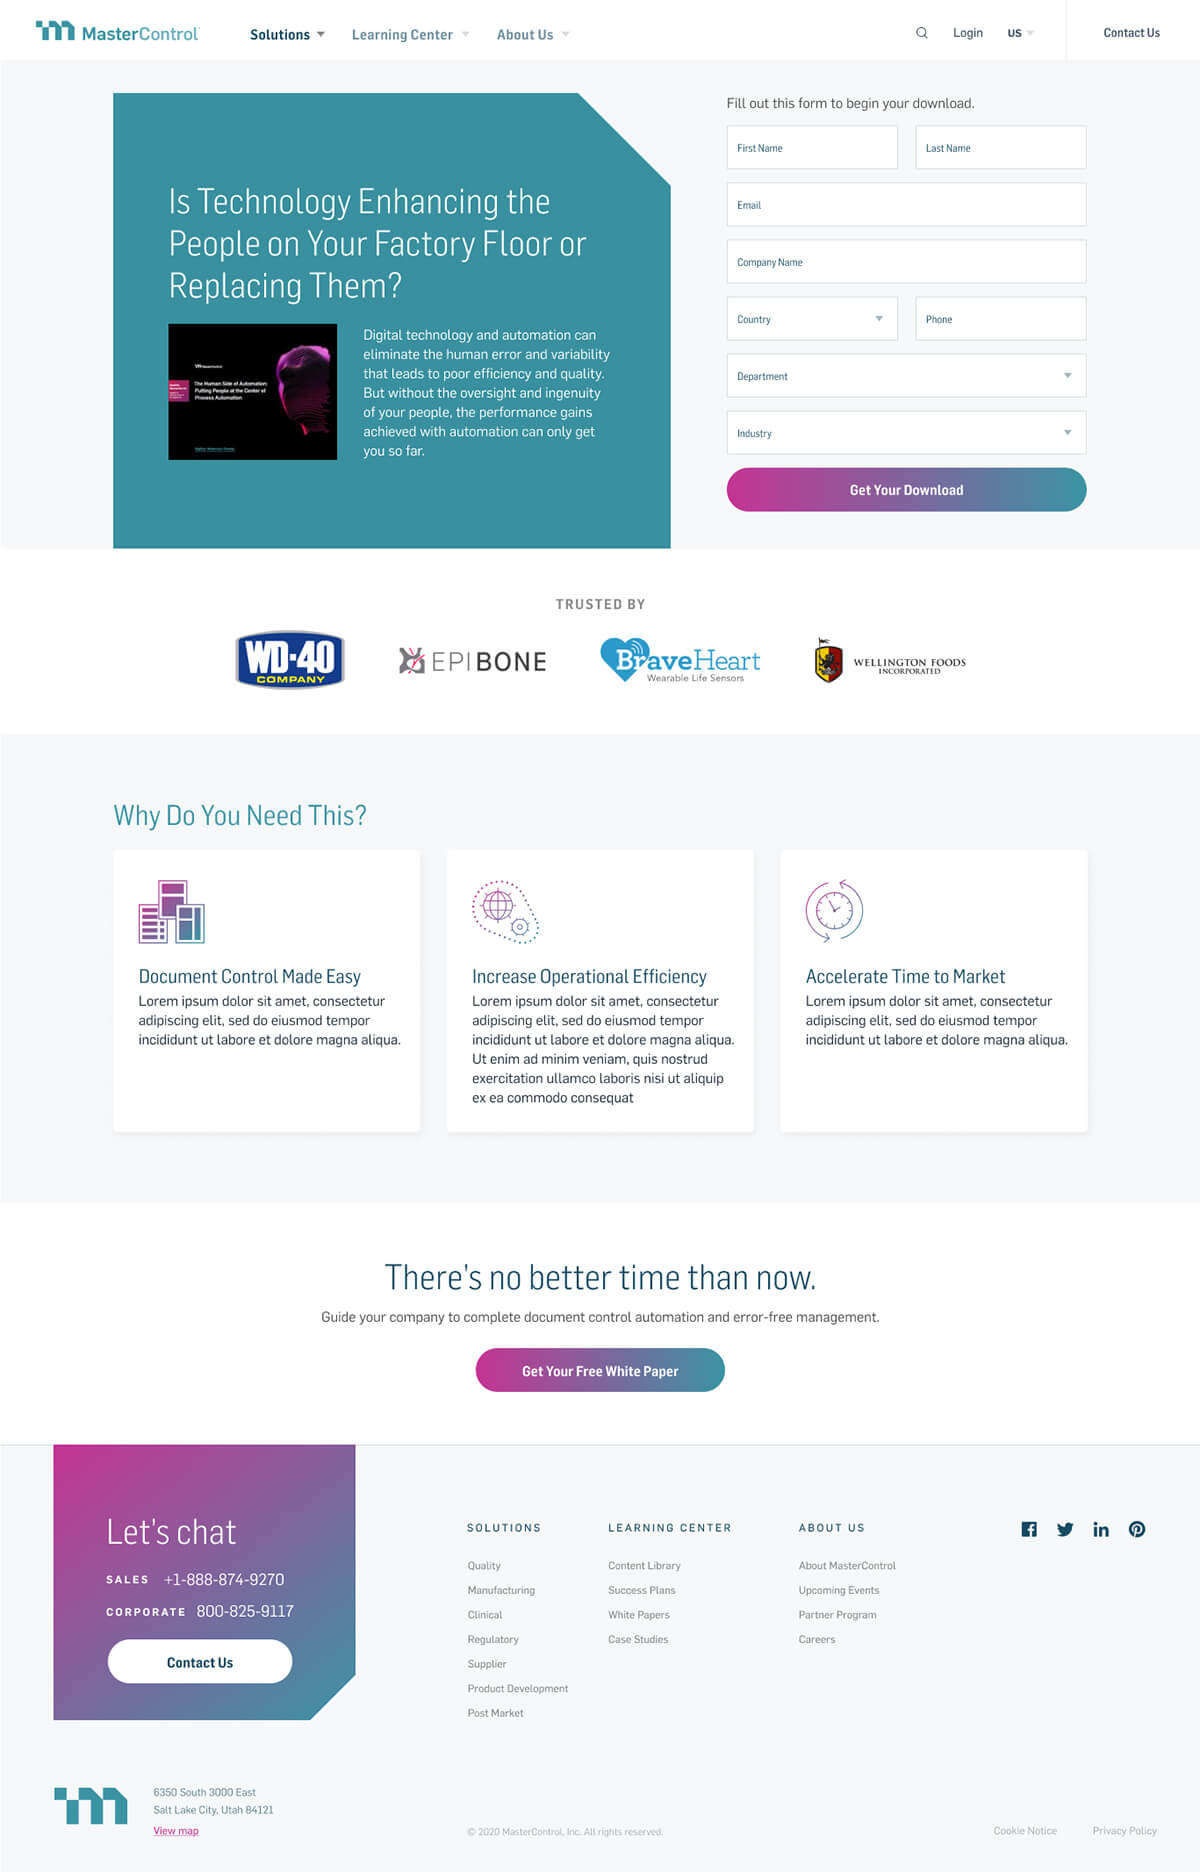 MasterControl
Solutions
Learning Center
About Us
Login
US
Contact Us
Is Technology Enhancing the
People on Your Factory Floor or
Replacing Them?
MasterControl
The Human Side of Automation:
Putting People at the Center of
Process Automation
Digital technology and automation can
eliminate the human error and variability
that leads to poor efficiency and quality.
But without the oversight and ingenuity
of your people, the performance gains
achieved with automation can only get
you so far.
Fill out this form to begin your download.
First Name
Last Name
Email
Company Name
Country
Phone
Department
Industry
Get Your Download
TRUSTED BY
WD-40
COMPANY
EPIBONE
BraveHeart
Wearable Life Sensors
WELLINGTON FOODS
INCORPORATED
Why Do You Need This?
Document Control Made Easy
Lorem ipsum dolor sit amet, consectetur
adipiscing elit, sed do eiusmod tempor
incididunt ut labore et dolore magna aliqua.
Increase Operational Efficiency
Lorem ipsum dolor sit amet, consectetur
adipiscing elit, sed do eiusmod tempor
incididunt ut labore et dolore magna aliqua.
Ut enim ad minim veniam, quis nostrud
exercitation ullamco laboris nisi ut aliquip
ex ea commodo consequat
Accelerate Time to Market
Lorem ipsum dolor sit amet, consectetur
adipiscing elit, sed do eiusmod tempor
incididunt ut labore et dolore magna aliqua.
There's no better time than now.
Guide your company to complete document control automation and error-free management.
Get Your Free White Paper
Let's chat
SALES +1-888-874-9270
CORPORATE 800-825-9117
Contact Us
SOLUTIONS
Quality
Manufacturing
Clinical
Regulatory
Supplier
Product Development
Post Market
LEARNING CENTER
Content Library
Success Plans
White Papers
Case Studies
ABOUT US
About MasterControl
Upcoming Events
Partner Program
Careers
6350 South 3000 East
Salt Lake City, Utah 84121
View map
© 2020 MasterControl, Inc. All rights reserved.
Cookie Notice
Privacy Policy